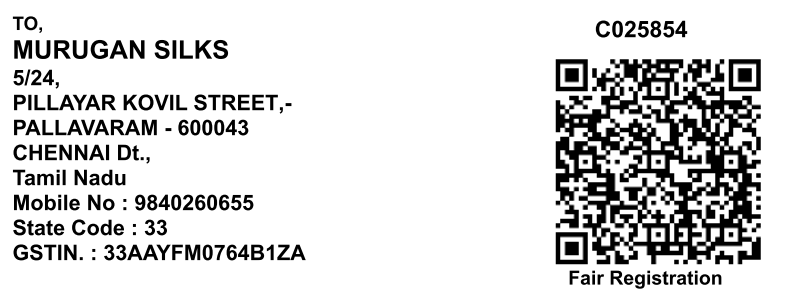 TO,
MURUGAN SILKS
5/24,
PILLAYAR KOVIL STREET,-
PALLAVARAM - 600043
CHENNAI Dt.,
Tamil Nadu
Mobile No : 9840260655
State Code : 33
GSTIN. : 33AAYFM0764B1ZA
C025854
Fair Registration